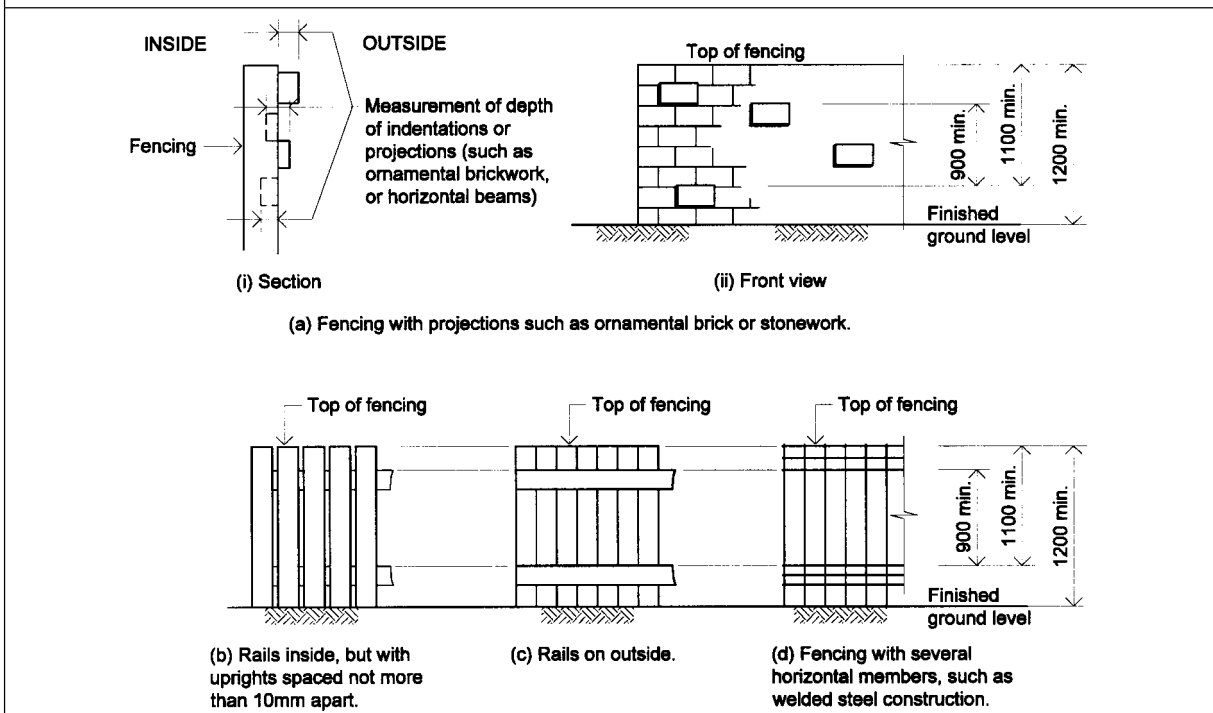 INSIDE
OUTSIDE
Fencing
Measurement of depth
of indentations or
projections (such as
ornamental brickwork,
or horizontal beams)
(i) Section
Top of fencing
900 min.
1100 min.
1200 min.
Finished
ground level
(ii) Front view
(a) Fencing with projections such as ornamental brick or stonework.
Top of fencing
Top of fencing
Top of fencing
900 min.
1100 min.
1200 min.
Finished
ground level
(b) Rails inside, but with
uprights spaced not more
than 10mm apart.
(c) Rails on outside.
(d) Fencing with several
horizontal members, such as
welded steel construction.